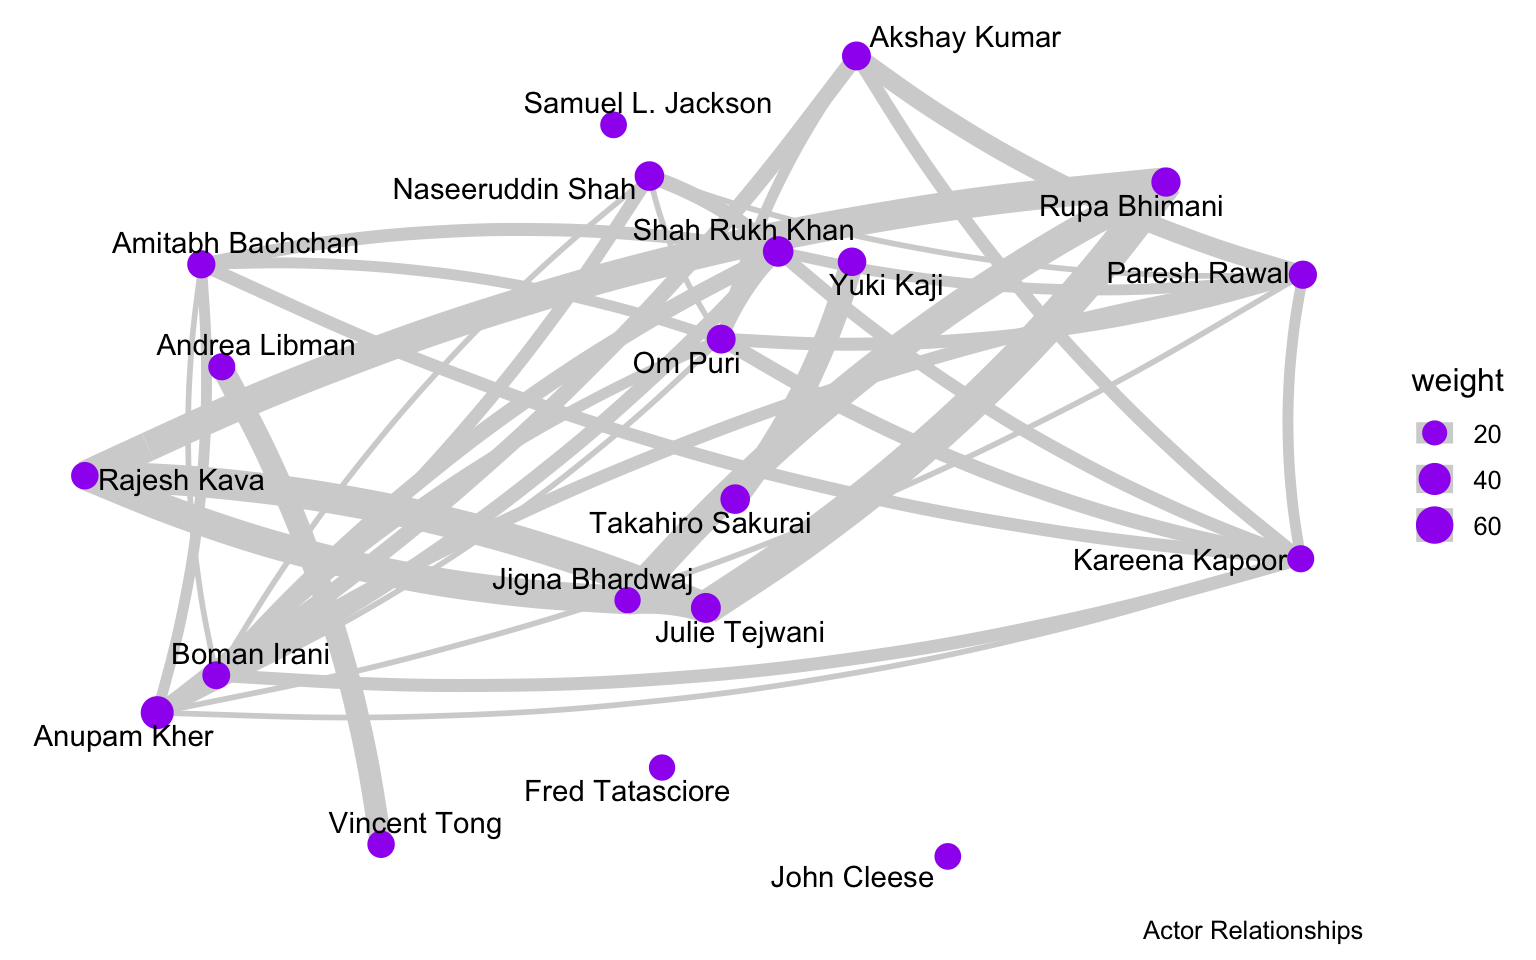 Akshay Kumar
Samuel L. Jackson
Naseeruddin Shah
Rupa Bhimani
Shah Rukh Khan
Amitabh Bachchan
Paresh Rawal
Yuki Kaji
Andrea Libman
Om Puri
weight
20
Rajesh Kava
40
Takahiro Sakurai
60
Kareena Kapoor
Jigna Bhardwaj
Julie Tejwani
Boman Irani
Anupam Kher
Fred Tatasciore
Vincent Tong
John Cleese
Actor Relationships